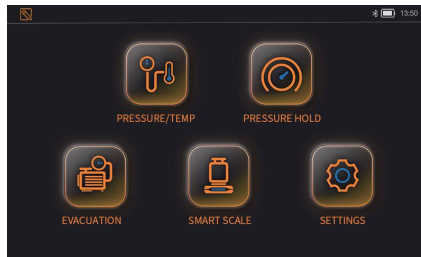 13:50
PRESSURE/TEMP
PRESSURE HOLD
EVACUATION
SMART SCALE
SETTINGS